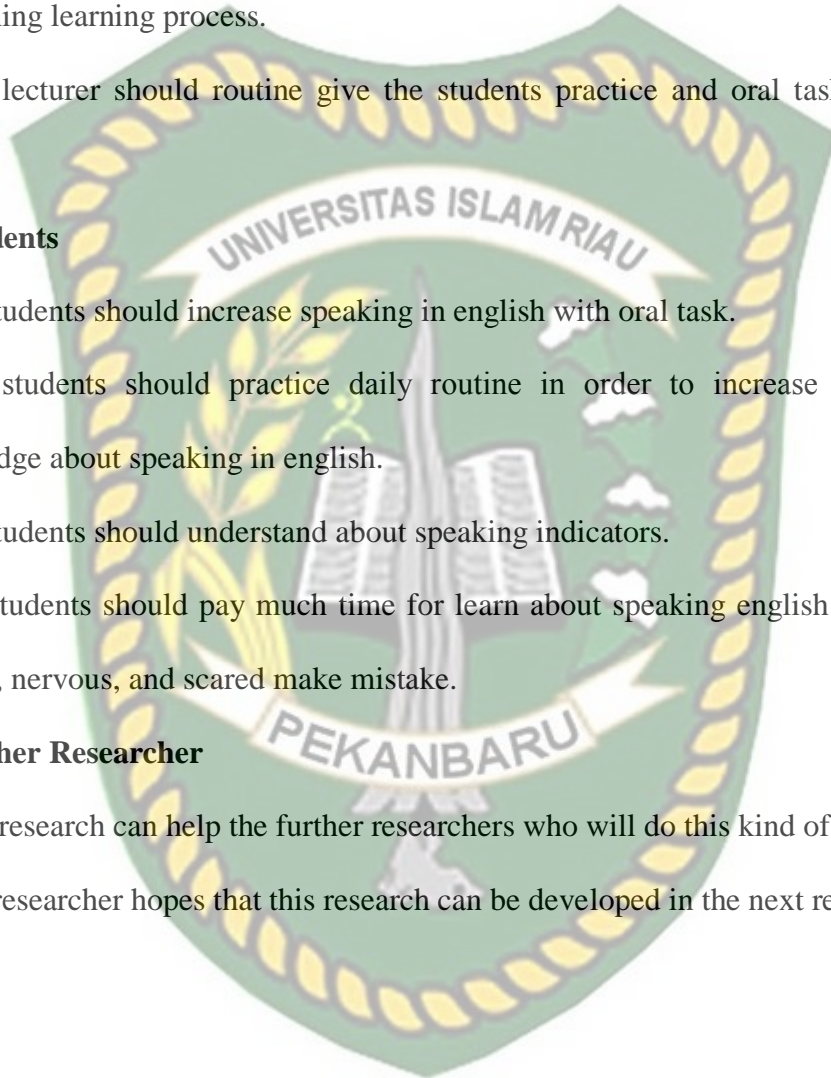 ning learning process.
lecturer should routine give the students practice and oral tas
UNIVERSITAS ISLAM RIAU
dents
tudents should increase speaking in english with oral task.
students should practice daily routine in order to increase
dge about speaking in english.
tudents should understand about speaking indicators.
tudents should pay much time for learn about speaking english
, nervous, and scared make mistake.
PEKANBARU
her Researcher
research can help the further researchers who will do this kind of
researcher hopes that this research can be developed in the next re